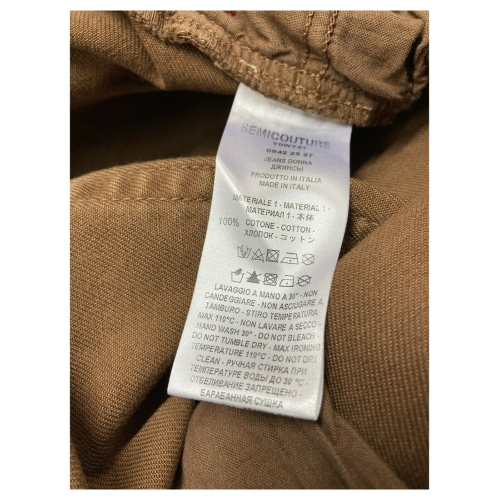 SEMICOUTURE
Y0WY47
0942 25 27
JEANS DONNA
ДЖИНСЫ
PRODOTTO IN ITALIA
MADE IN ITALY
MATERIALE 1 - MATERIAL 1 -
МАТЕРИАЛ 1 - 本体
100% COTONE - COTTON -
ХЛОПОК - コットン
LAVAGGIO A MANO A 30° - NON
CANDEGGIARE - NON ASCIUGARE A
TAMBURO - STIRO TEMPERATURA
MAX 110°C - NON LAVARE A SECCO -
HAND WASH 30° - DO NOT BLEACH -
DO NOT TUMBLE DRY - MAX IRONING
TEMPERATURE 110°C - DO NOT DRY
CLEAN - РУЧНАЯ СТИРКА ПРИ
ТЕМПЕРАТУРЕ ВОДЫ ДО 30 °C -
ОТБЕЛИВАНИЕ ЗАПРЕЩЕНО -
БАРАБАННАЯ СУШКА